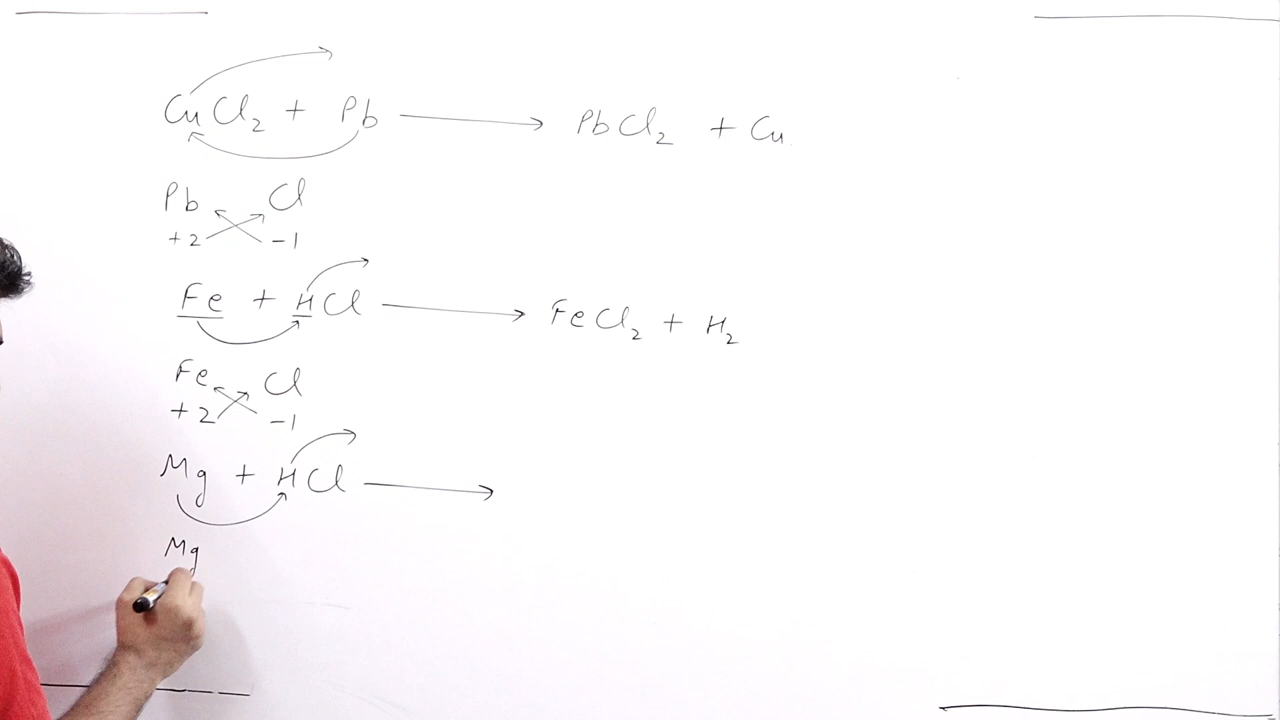 CuCl₂ + Pb ⟶ PbCl₂ + Cu
Pb Cl
+2 -1
Fe + HCl ⟶ FeCl₂ + H₂
Fe Cl
+2 -1
Mg + HCl ⟶
Mg